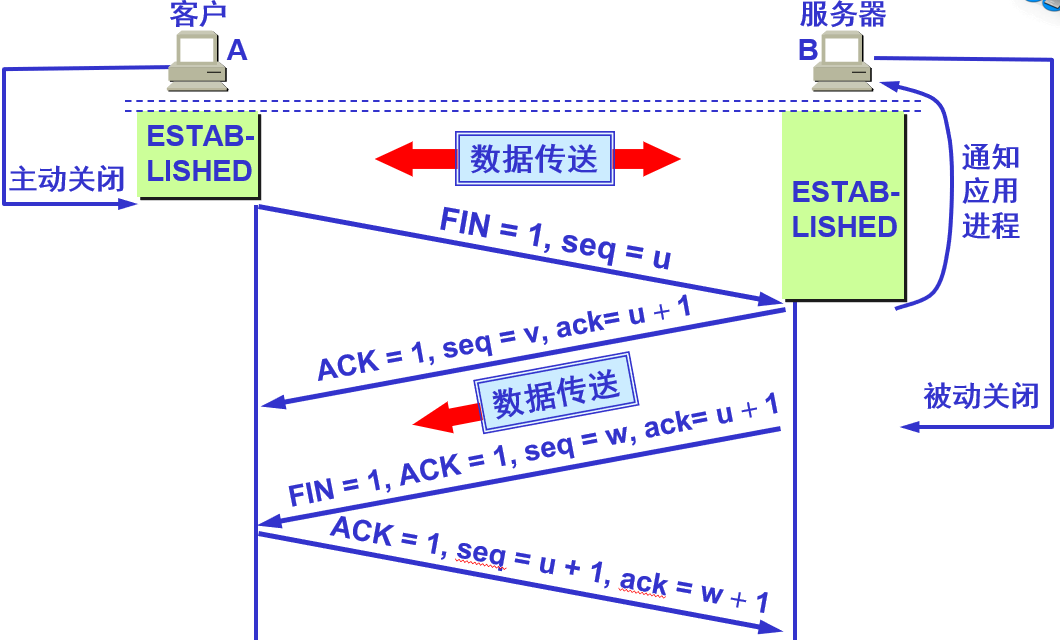 客户
A
服务器
B
ESTAB-
LISHED
数据传送
主动关闭
ESTAB-
LISHED
通知
应用
进程
FIN = 1, seq = u
ACK = 1, seq = v, ack= u + 1
数据传送
被动关闭
FIN = 1, ACK = 1, seq = w, ack= u + 1
ACK = 1, seq = u + 1, ack = w + 1